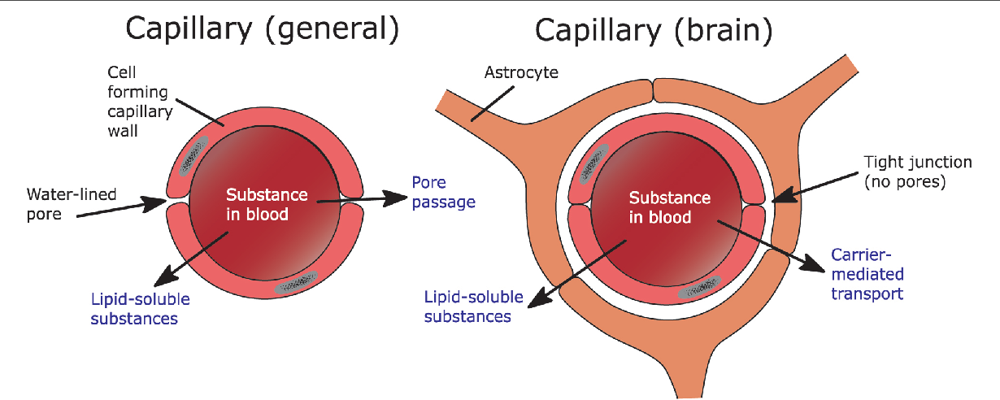 Capillary (general)
Cell
forming
capillary
wall
Water-lined
pore
Substance
in blood
Pore
passage
Lipid-soluble
substances
Capillary (brain)
Astrocyte
Tight junction
(no pores)
Substance
in blood
Lipid-soluble
substances
Carrier-
mediated
transport